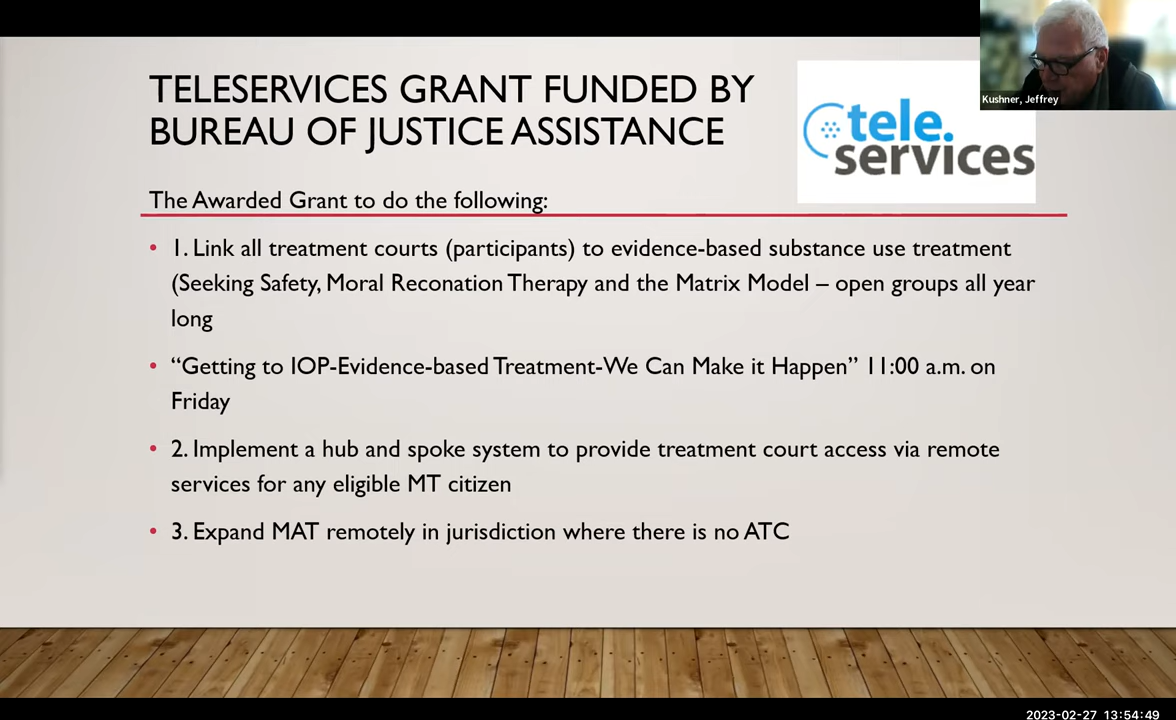 TELESERVICES GRANT FUNDED BY
BUREAU OF JUSTICE ASSISTANCE
tele.
services
Kushner, Jeffrey
The Awarded Grant to do the following:
• 1. Link all treatment courts (participants) to evidence-based substance use treatment
(Seeking Safety, Moral Reconation Therapy and the Matrix Model – open groups all year
long
• “Getting to IOP-Evidence-based Treatment-We Can Make it Happen” 11:00 a.m. on
Friday
• 2. Implement a hub and spoke system to provide treatment court access via remote
services for any eligible MT citizen
• 3. Expand MAT remotely in jurisdiction where there is no ATC
2023-02-27 13:54:49